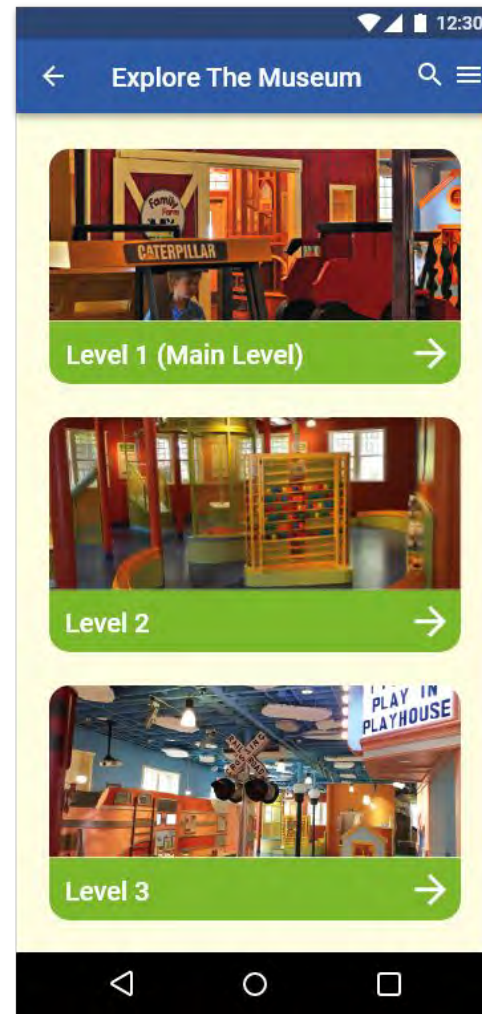 12:30
Explore The Museum
Family
Farm
CATERPILLAR
Level 1 (Main Level)
Level 2
PLAY IN
PLAYHOUSE
CROSSING
Level 3